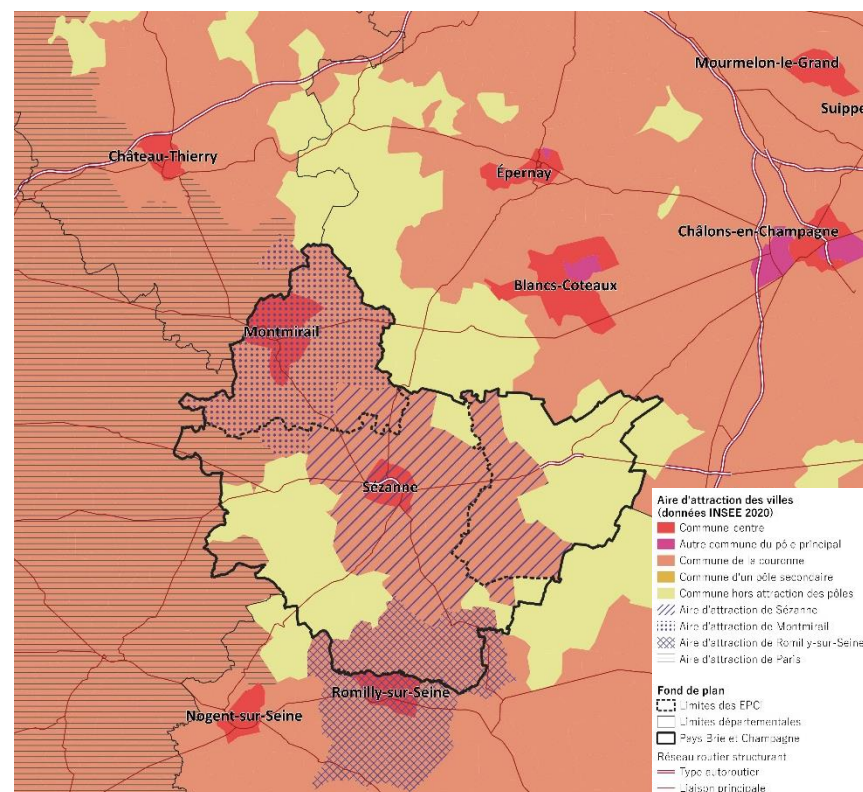 Mourmelon-le-Grand
Suippe
Château-Thierry
Épernay
Châlons-en-Champagne
Blancs-Coteaux
Montmirail
Sézanne
Romilly-sur-Seine
Nogent-sur-Seine
Aire d'attraction des villes
(données INSEE 2020)
Commune centre
Autre commune du pôle principal
Commune de la couronne
Commune d'un pôle secondaire
Commune hors attraction des pôles
Aire d'attraction de Sézanne
Aire d'attraction de Montmirail
Aire d'attraction de Romilly-sur-Seine
Aire d'attraction de Paris
Fond de plan
Limites des EPCI
Limites départementales
Pays Brie et Champagne
Réseau routier structurant
Type autoroutier
Liaison principale